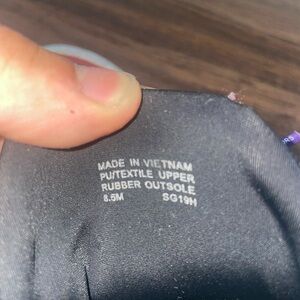 MADE IN VIETNAM
PU/TEXTILE UPPER
RUBBER OUTSOLE
8.5M SG19H